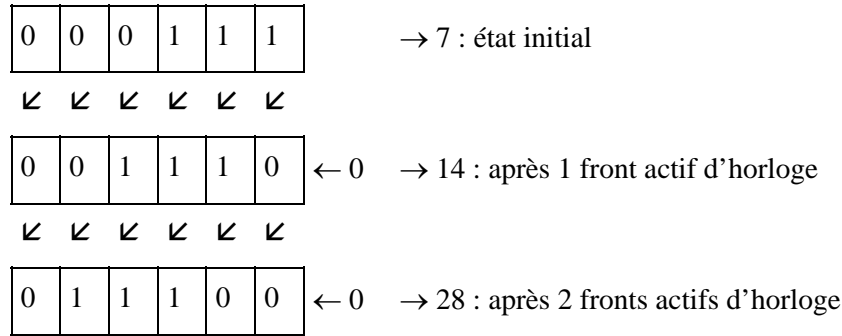 0 0 0 1 1 1 → 7 : état initial
↙ ↙ ↙ ↙ ↙ ↙
0 0 1 1 1 0 ← 0 → 14 : après 1 front actif d’horloge
↙ ↙ ↙ ↙ ↙ ↙
0 1 1 1 0 0 ← 0 → 28 : après 2 fronts actifs d’horloge